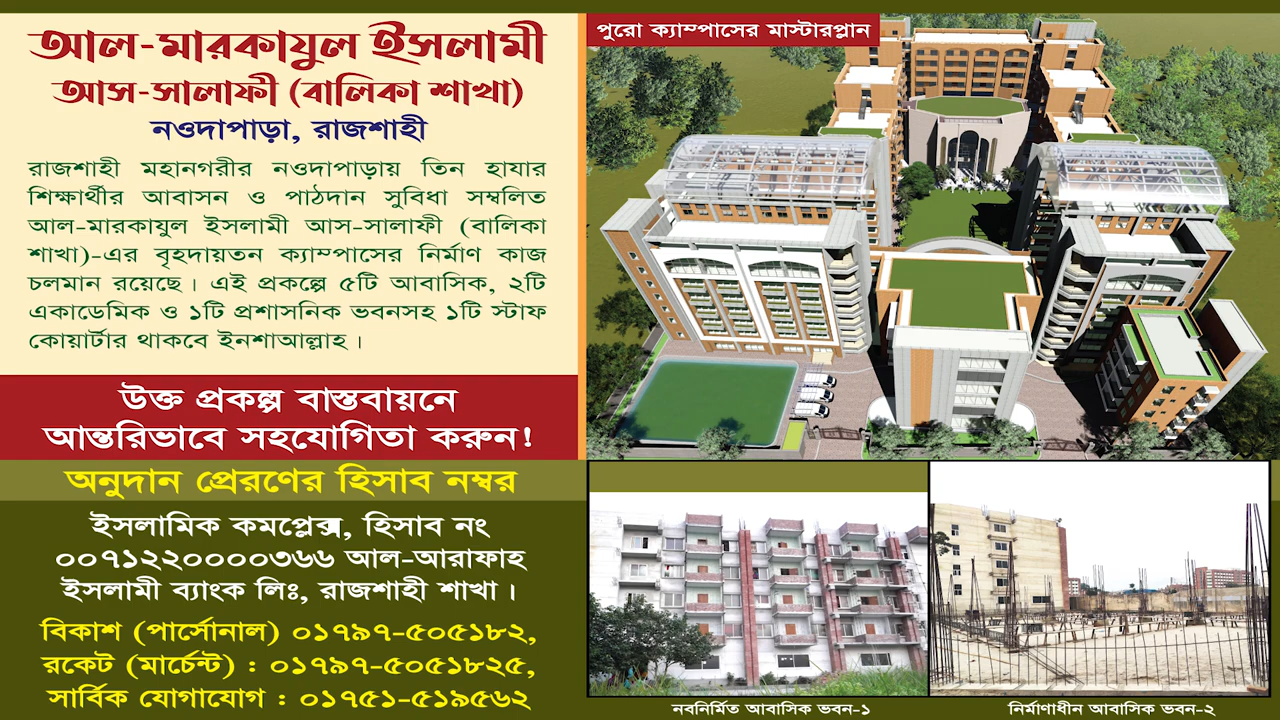 আল-মারকাযুল ইসলামী
আস-সালাফী (বালিকা শাখা)
নওদাপাড়া, রাজশাহী
রাজশাহী মহানগরীর নওদাপাড়ায় তিন হাযার
শিক্ষার্থীর আবাসন ও পাঠদান সুবিধা সম্বলিত
আল-মারকাযুল ইসলামী আস-সালাফী (বালিকা
শাখা)-এর বৃহদায়তন ক্যাম্পাসের নির্মাণ কাজ
চলমান রয়েছে। এই প্রকল্পে ৫টি আবাসিক, ২টি
একাডেমিক ও ১টি প্রশাসনিক ভবনসহ ১টি স্টাফ
কোয়ার্টার থাকবে ইনশাআল্লাহ।
উক্ত প্রকল্প বাস্তবায়নে
আন্তরিভাবে সহযোগিতা করুন!
অনুদান প্রেরণের হিসাব নম্বর
ইসলামিক কমপ্লেক্স, হিসাব নং
০০৭১২২০০০০৩৬৬ আল-আরাফাহ
ইসলামী ব্যাংক লিঃ, রাজশাহী শাখা।
বিকাশ (পার্সোনাল) ০১৭৯৭-৫০৫১৮২,
রকেট (মার্চেন্ট) : ০১৭৯৭-৫০৫১৮২৫,
সার্বিক যোগাযোগ : ০১৭৫১-৫১৯৫৬২
পুরো ক্যাম্পাসের মাস্টারপ্লান
নবনির্মিত আবাসিক ভবন-১
নির্মাণাধীন আবাসিক ভবন-২